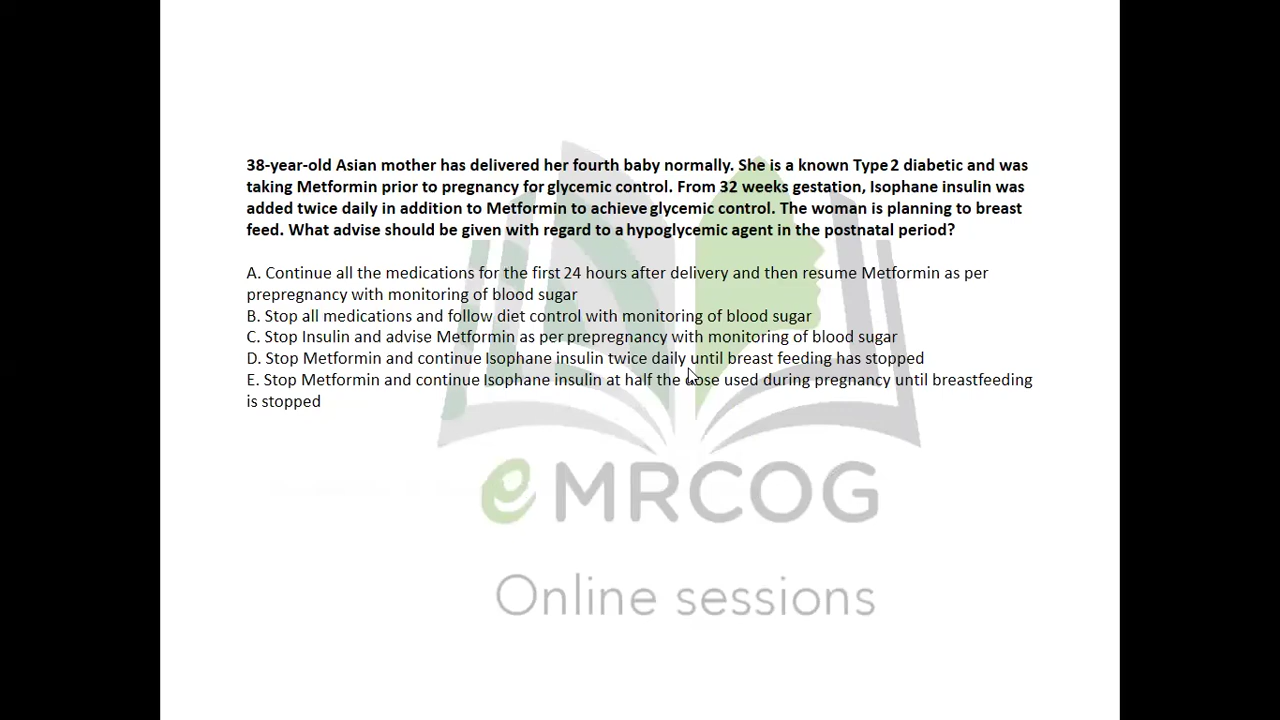 38-year-old Asian mother has delivered her fourth baby normally. She is a known Type 2 diabetic and was
taking Metformin prior to pregnancy for glycemic control. From 32 weeks gestation, Isophane insulin was
added twice daily in addition to Metformin to achieve glycemic control. The woman is planning to breast
feed. What advise should be given with regard to a hypoglycemic agent in the postnatal period?
A. Continue all the medications for the first 24 hours after delivery and then resume Metformin as per
prepregnancy with monitoring of blood sugar
B. Stop all medications and follow diet control with monitoring of blood sugar
C. Stop Insulin and advise Metformin as per prepregnancy with monitoring of blood sugar
D. Stop Metformin and continue Isophane insulin twice daily until breast feeding has stopped
E. Stop Metformin and continue Isophane insulin at half the dose used during pregnancy until breastfeeding
is stopped
eMRCOG
Online sessions